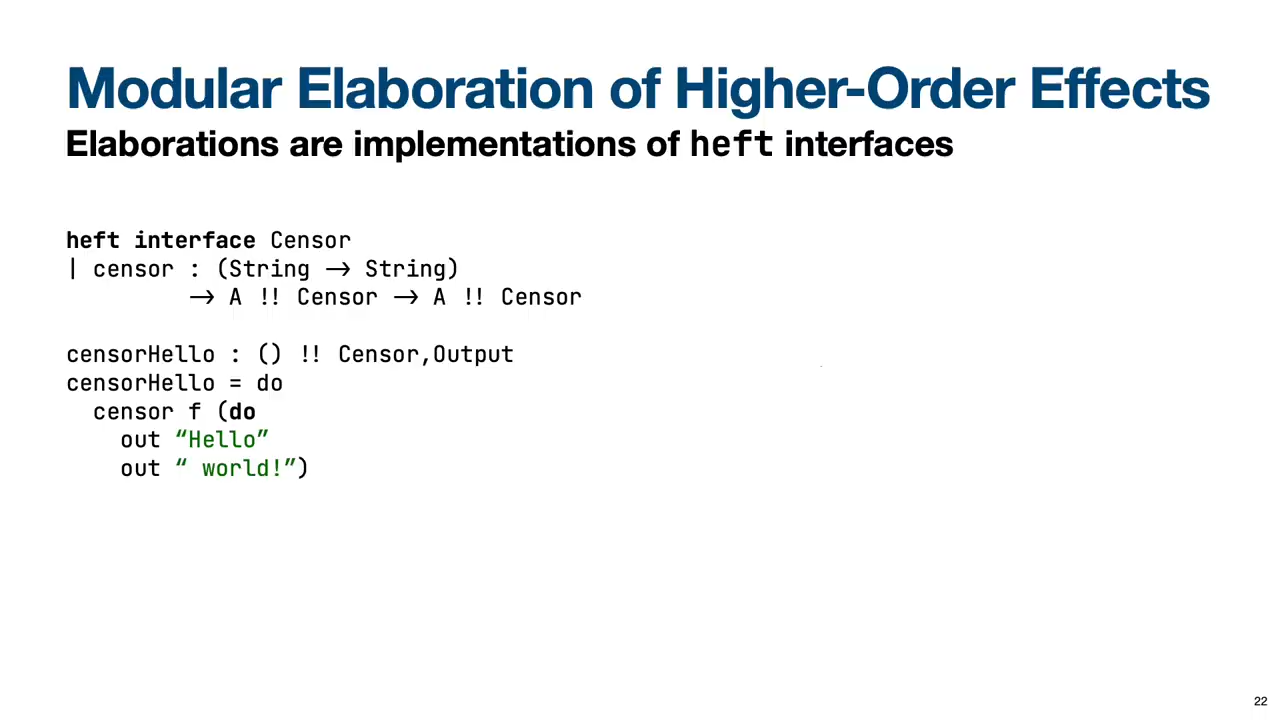 Modular Elaboration of Higher-Order Effects
Elaborations are implementations of heft interfaces
heft interface Censor
| censor : (String → String)
→ A !! Censor → A !! Censor
censorHello : () !! Censor,Output
censorHello = do
censor f (do
out “Hello”
out “ world!”)
22